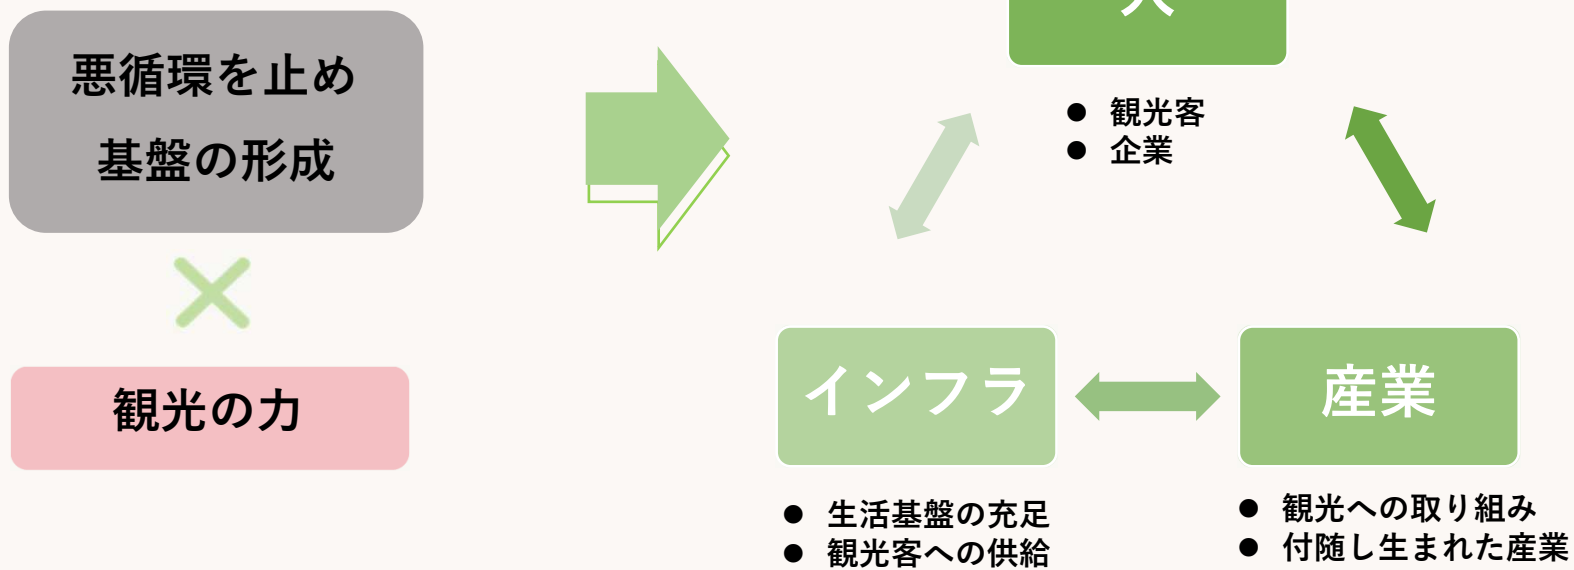 悪循環を止め
基盤の形成
観光の力
● 観光客
● 企業
インフラ
● 生活基盤の充足
● 観光客への供給
産業
● 観光への取り組み
● 付随し生まれた産業